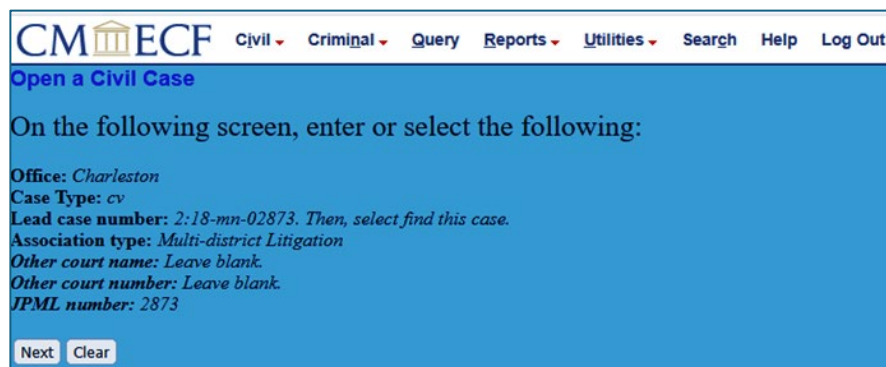 CM ECF Civil Criminal Query Reports Utilities Search Help Log Out
Open a Civil Case
On the following screen, enter or select the following:
Office: Charleston
Case Type: cv
Lead case number: 2:18-mn-02873. Then, select find this case.
Association type: Multi-district Litigation
Other court name: Leave blank.
Other court number: Leave blank.
JPML number: 2873
Next Clear